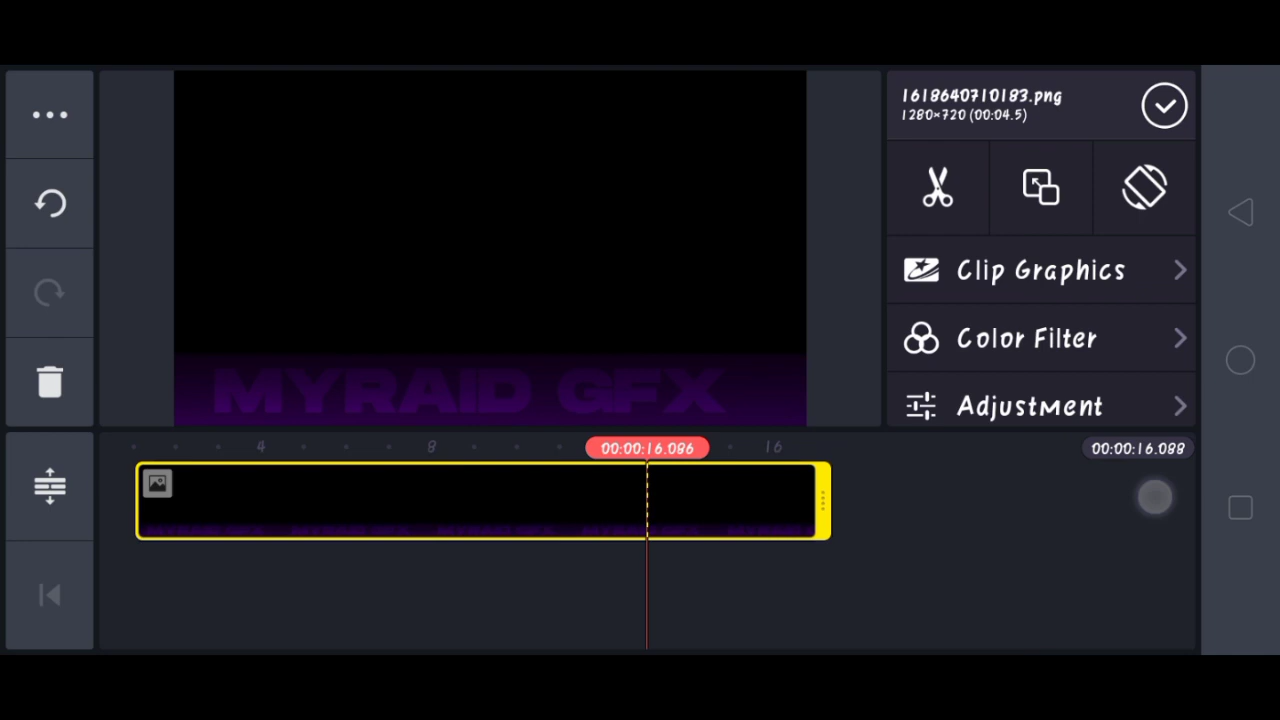 1618640710183.png
1280×720 (00:04.5)
MYRAID GFX
Clip Graphics
Color Filter
Adjustment
4
8
00:00:16.086
16
00:00:16.088